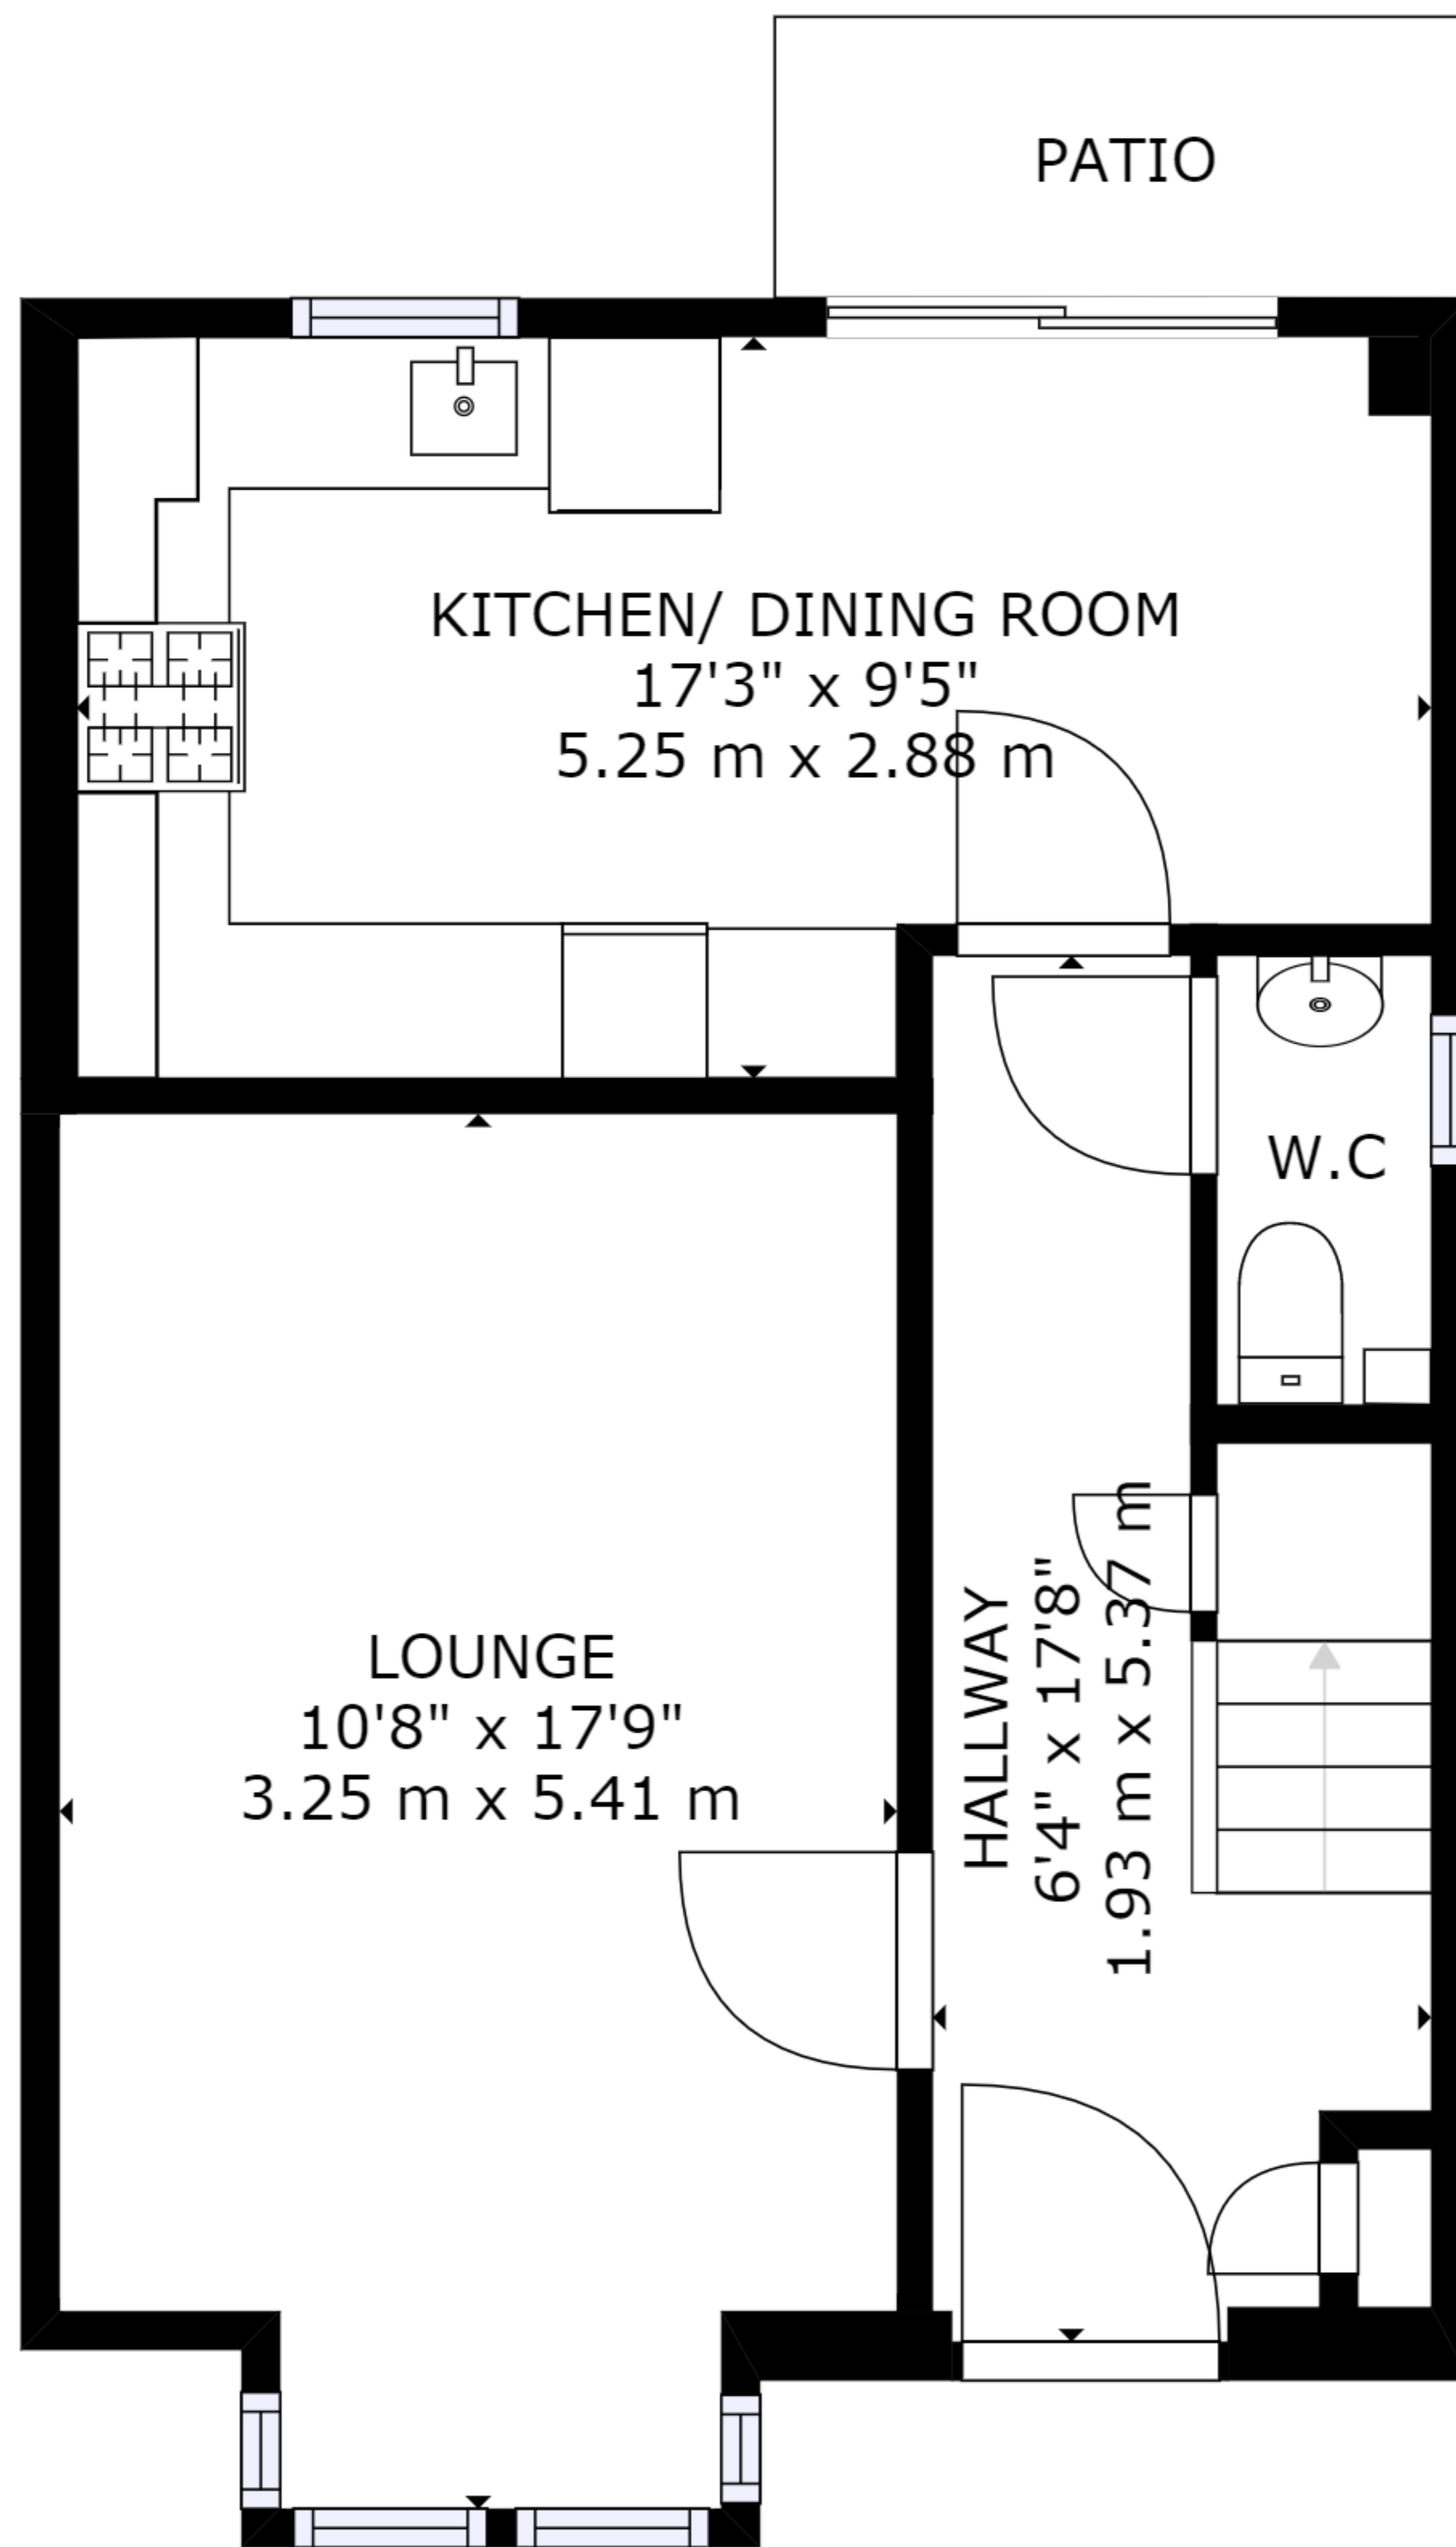 PATIO
KITCHEN/ DINING ROOM
17'3" x 9'5"
5.25 m x 2.88 m
W.C
LOUNGE
10'8" x 17'9"
3.25 m x 5.41 m
HALLWAY
6'4" x 17'8"
1.93 m x 5.37 m